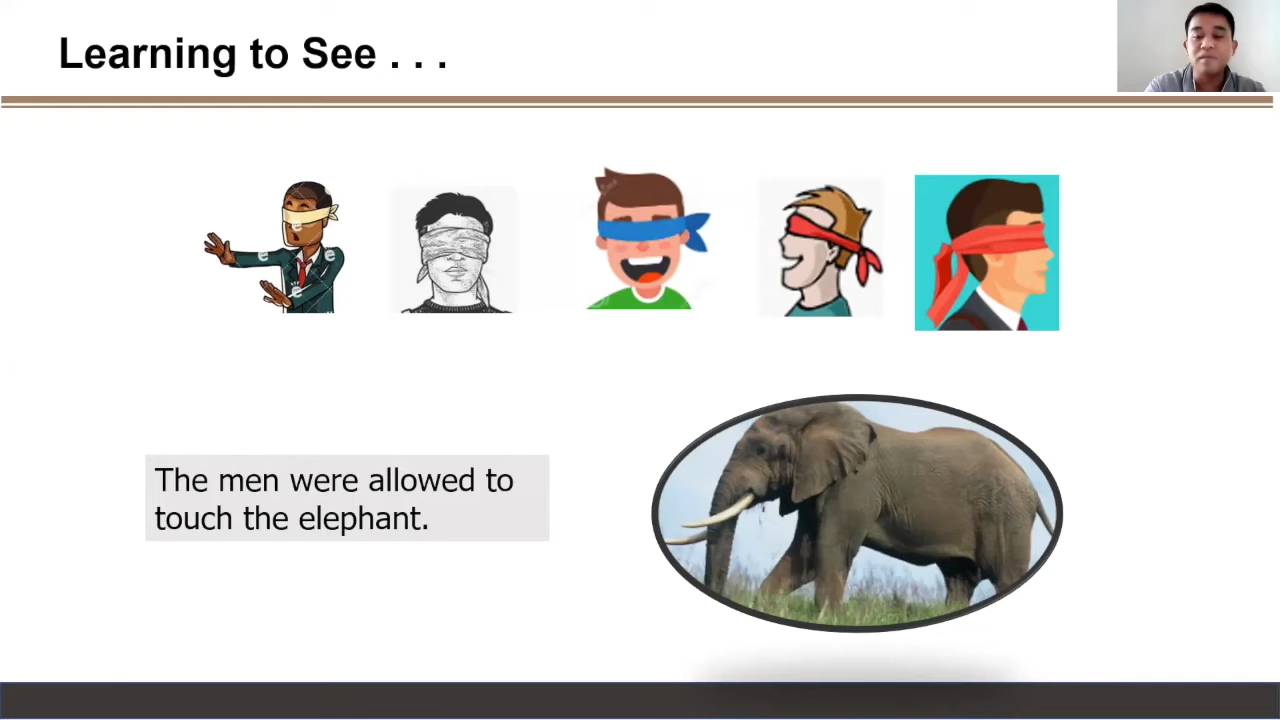 Learning to See . . .
The men were allowed to
touch the elephant.